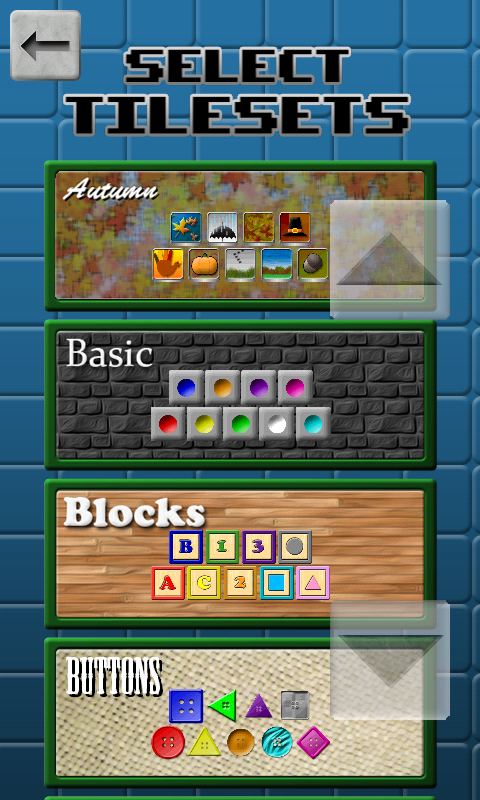 SELECT
TILESETS
Autumn
Basic
Blocks
B 1 3
A C 2
BUTTONS